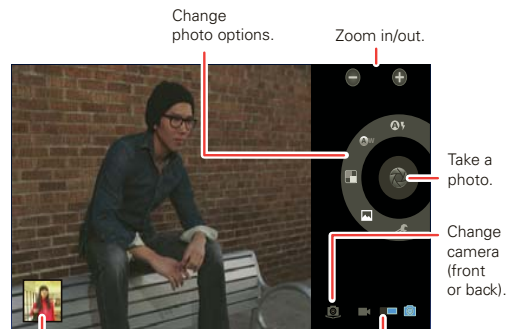 Change
photo options.
Zoom in/out.
Take a
photo.
Change
camera
(front
or back).